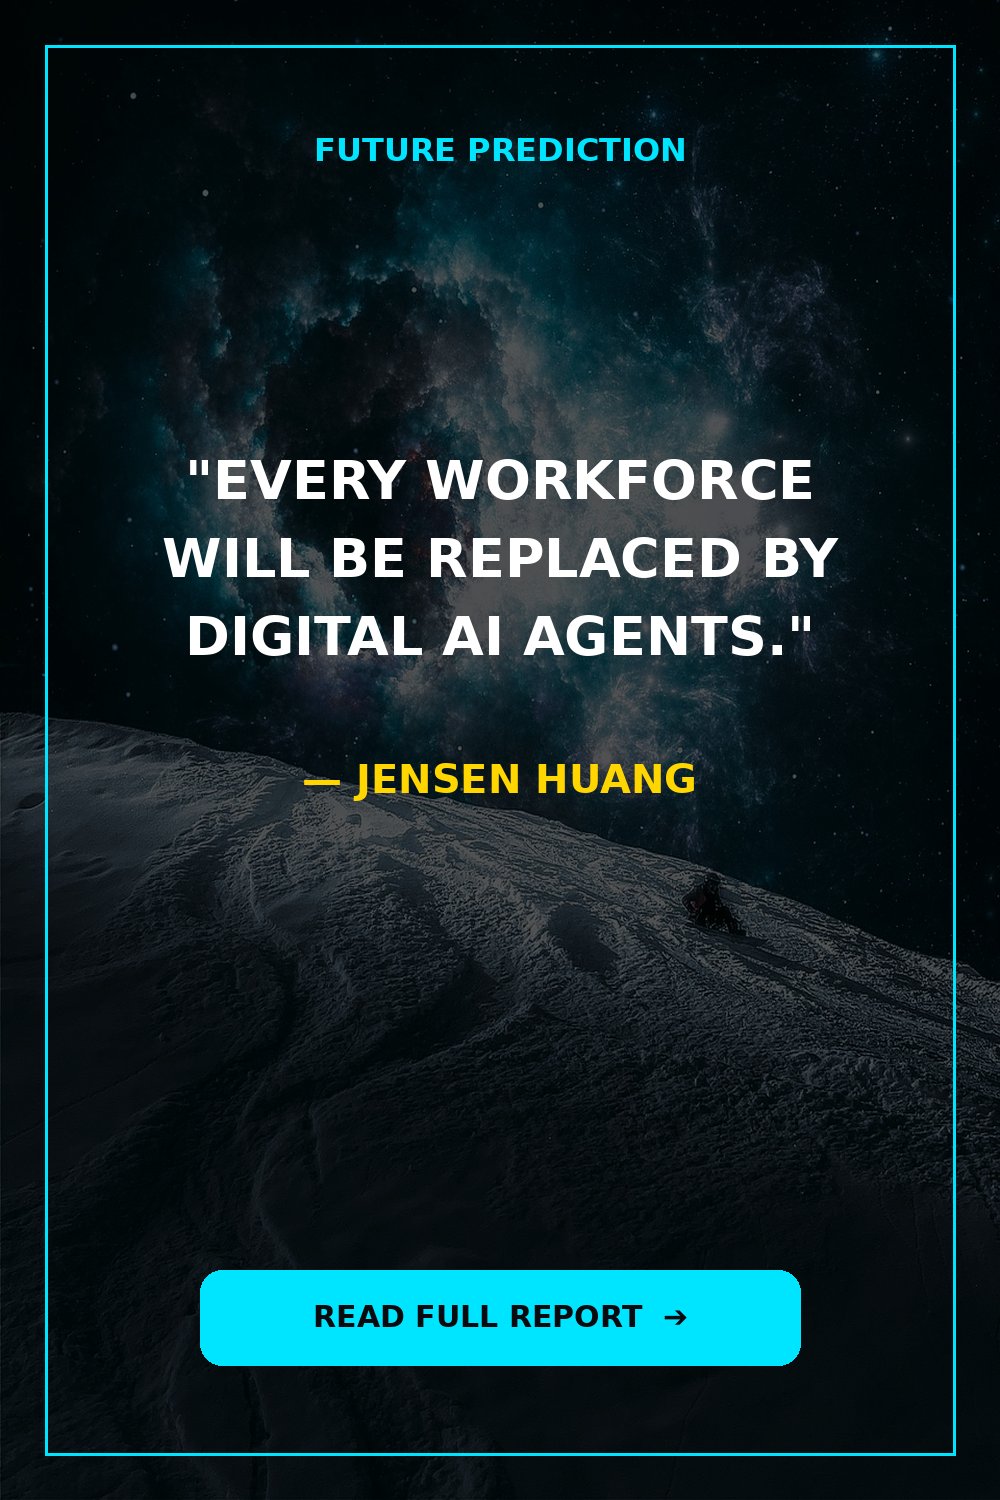 FUTURE PREDICTION
"EVERY WORKFORCE
WILL BE REPLACED BY
DIGITAL AI AGENTS."
— JENSEN HUANG
READ FULL REPORT ➔